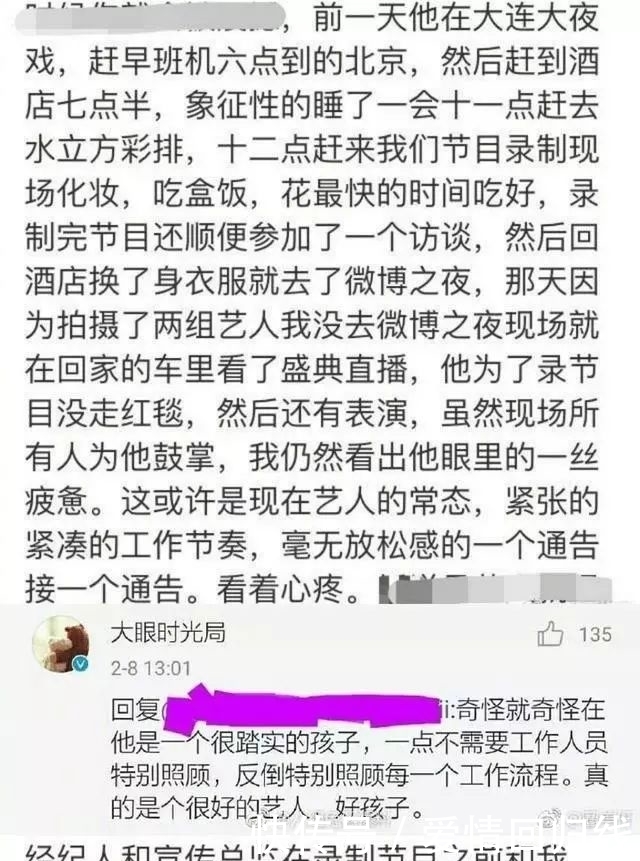 前一天他在大连大夜
戏，赶早班机六点到的北京，然后赶到酒
店七点半，象征性的睡了一会十一点赶去
水立方彩排，十二点赶来我们节目录制现
场化妆，吃盒饭，花最快的时间吃好，录
制完节目还顺便参加了一个访谈，然后回
酒店换了身衣服就去了微博之夜，那天因
为拍摄了两组艺人我没去微博之夜现场就
在回家的车里看了盛典直播，他为了录节
目没走红毯，然后还有表演，虽然现场所
有人为他鼓掌，我仍然看出他眼里的一丝
疲惫。这或许是现在艺人的常态，紧张的
紧凑的工作节奏，毫无放松感的一个通告
接一个通告。看着心疼。
大眼时光局
135
2-8 13:01
回复@ii:奇怪就奇怪在
他是一个很踏实的孩子，一点不需要工作人员
特别照顾，反倒特别照顾每一个工作流程。真
的是个很好的艺人，好孩子。
快传号 / 爱情回归线
经纪人和宣传总监在录制节目之前和我